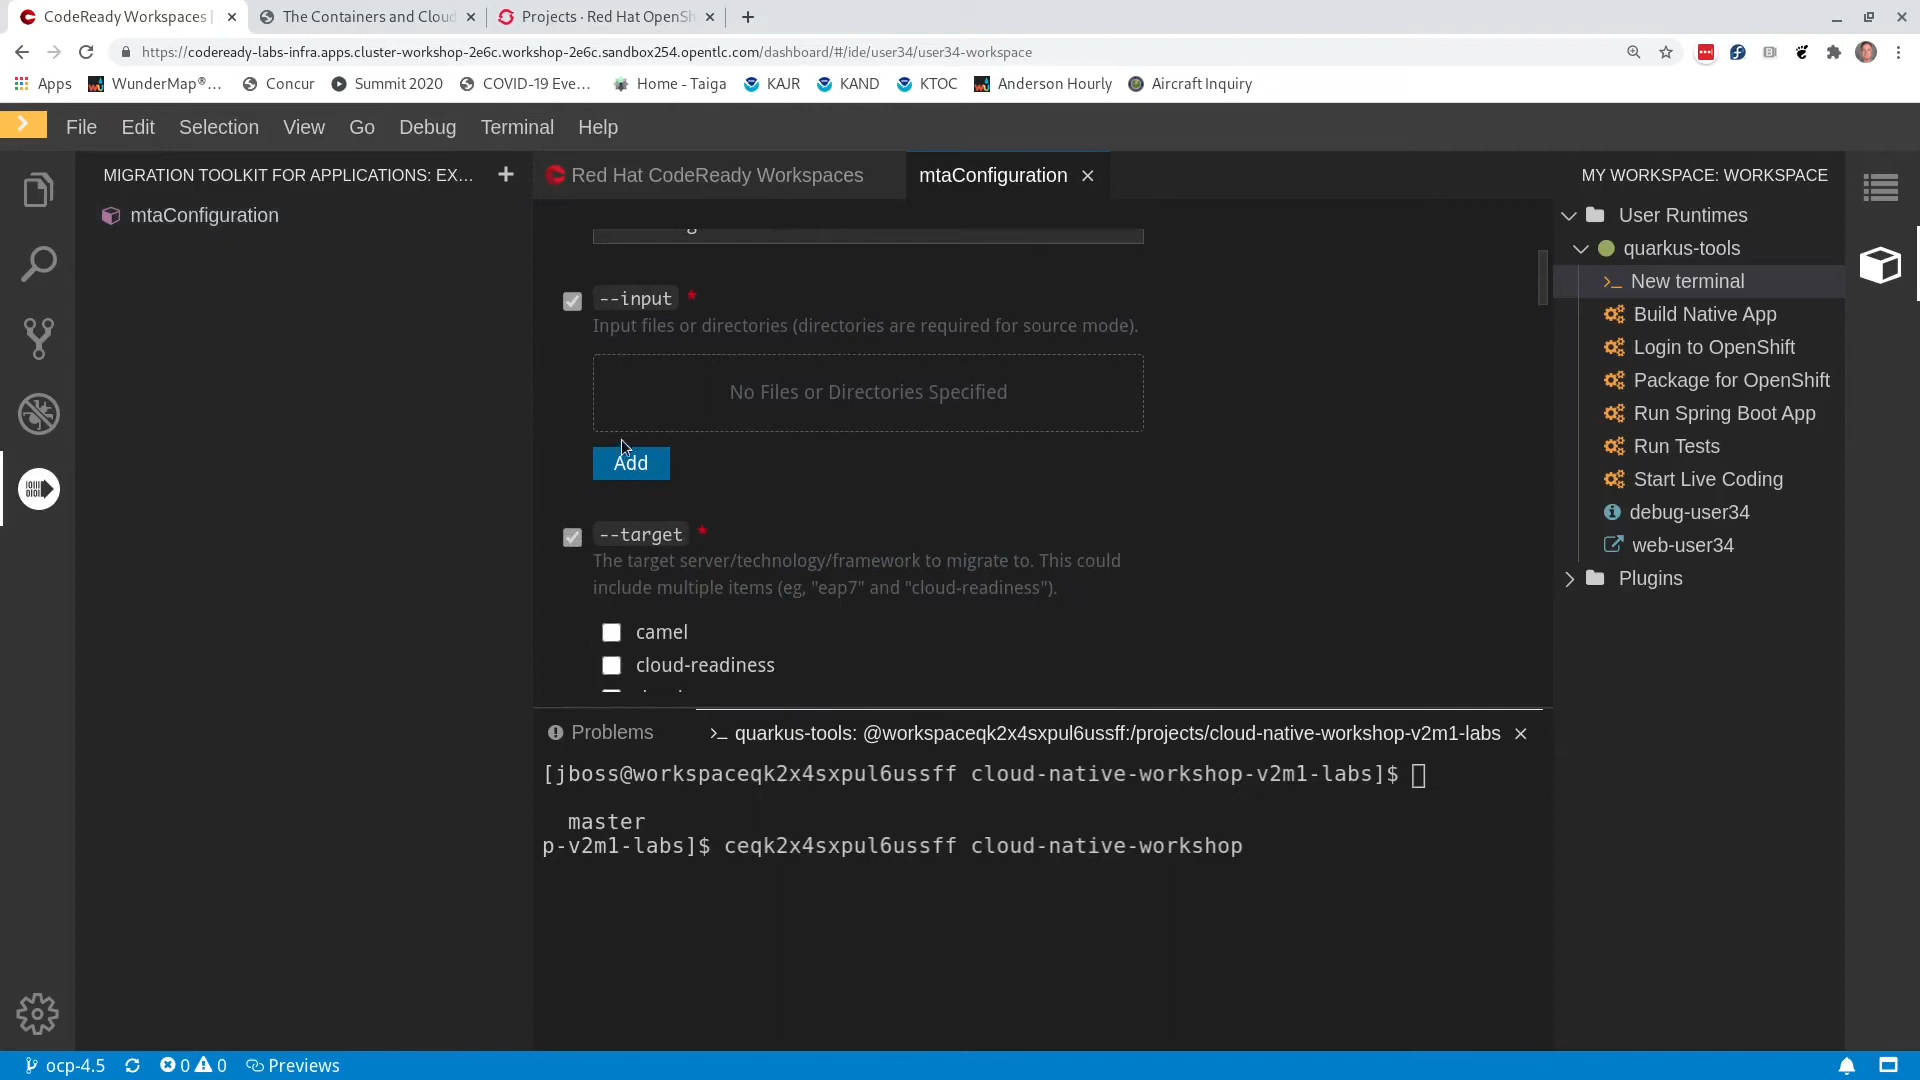 CodeReady Workspaces |
The Containers and Cloud
Projects · Red Hat OpenSh
https://codeready-labs-infra.apps.cluster-workshop-2e6c.workshop-2e6c.sandbox254.opentlc.com/dashboard/#/ide/user34/user34-workspace
Apps
WunderMap®...
Concur
Summit 2020
COVID-19 Eve...
Home - Taiga
KAJR
KAND
KTOC
Anderson Hourly
Aircraft Inquiry
File Edit Selection View Go Debug Terminal Help
MIGRATION TOOLKIT FOR APPLICATIONS: EX...
mtaConfiguration
Red Hat CodeReady Workspaces
mtaConfiguration
--input *
Input files or directories (directories are required for source mode).
No Files or Directories Specified
Add
--target *
The target server/technology/framework to migrate to. This could
include multiple items (eg, "eap7" and "cloud-readiness").
camel
cloud-readiness
Problems
>_ quarkus-tools: @workspaceqk2x4sxpul6ussff:/projects/cloud-native-workshop-v2m1-labs
[jboss@workspaceqk2x4sxpul6ussff cloud-native-workshop-v2m1-labs]$
master
p-v2m1-labs]$ ceqk2x4sxpul6ussff cloud-native-workshop
MY WORKSPACE: WORKSPACE
User Runtimes
quarkus-tools
>_ New terminal
Build Native App
Login to OpenShift
Package for OpenShift
Run Spring Boot App
Run Tests
Start Live Coding
debug-user34
web-user34
Plugins
ocp-4.5
0
0
Previews